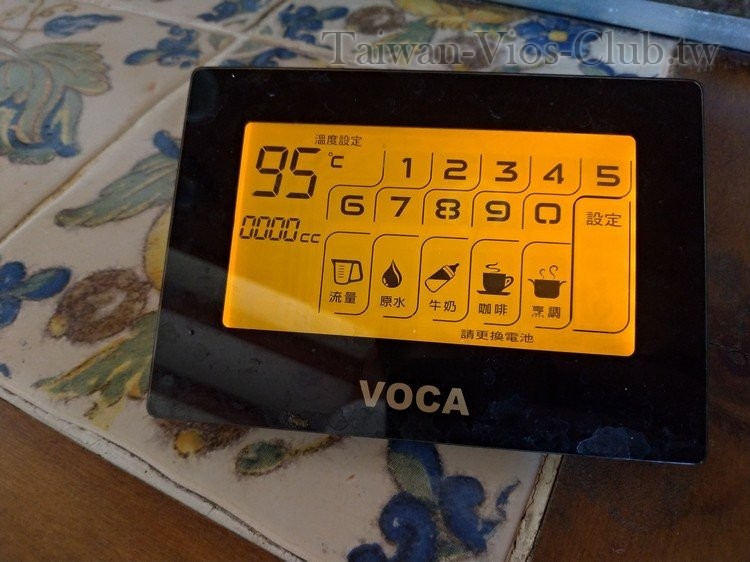 Taiwan-Vios-Club.tw
溫度設定
95℃
1 2 3 4 5
6 7 8 9 0
設定
0000cc
流量 原水 牛奶 咖啡 烹調
請更換電池
VOCA